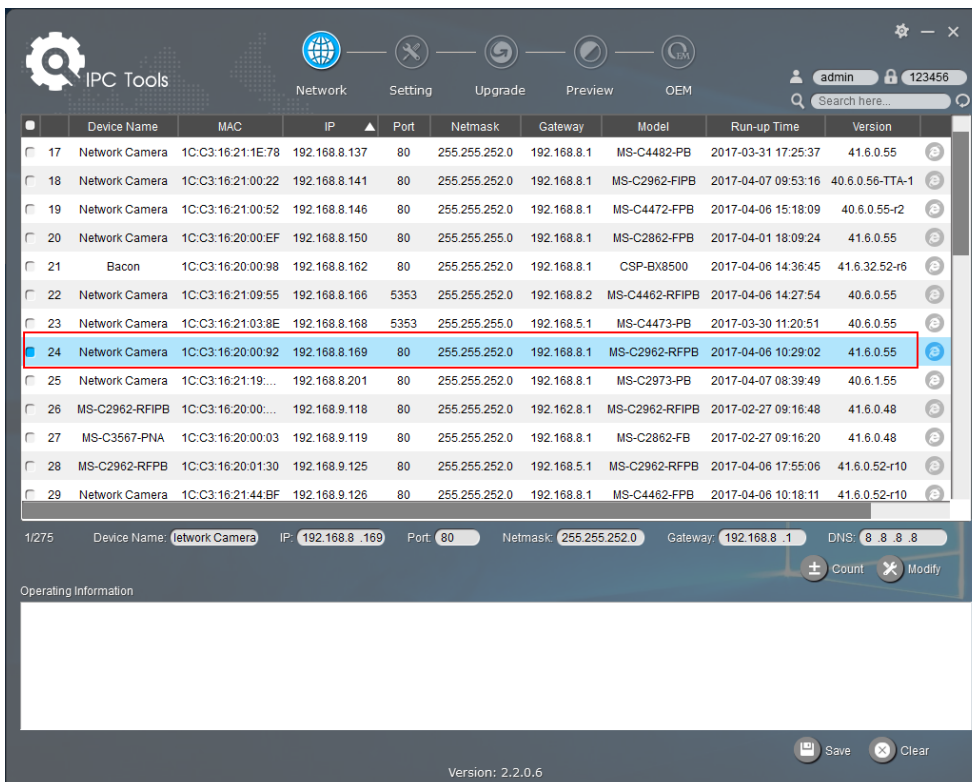 IPC Tools
Network Setting Upgrade Preview OEM
admin 123456
Search here...
Device Name MAC IP Port Netmask Gateway Model Run-up Time Version
17 Network Camera 1C:C3:16:21:1E:78 192.168.8.137 80 255.255.252.0 192.168.8.1 MS-C4482-PB 2017-03-31 17:25:37 41.6.0.55
18 Network Camera 1C:C3:16:21:00:22 192.168.8.141 80 255.255.252.0 192.168.8.1 MS-C2962-FIPB 2017-04-07 09:53:16 40.6.0.56-TTA-1
19 Network Camera 1C:C3:16:21:00:52 192.168.8.146 80 255.255.252.0 192.168.8.1 MS-C4472-FPB 2017-04-06 15:18:09 40.6.0.55-r2
20 Network Camera 1C:C3:16:20:00:EF 192.168.8.150 80 255.255.255.0 192.168.8.1 MS-C2862-FPB 2017-04-01 18:09:24 41.6.0.55
21 Bacon 1C:C3:16:20:00:98 192.168.8.162 80 255.255.252.0 192.168.8.1 CSP-BX8500 2017-04-06 14:36:45 41.6.32.52-r6
22 Network Camera 1C:C3:16:21:09:55 192.168.8.166 5353 255.255.252.0 192.168.8.2 MS-C4462-RFIPB 2017-04-06 14:27:54 40.6.0.55
23 Network Camera 1C:C3:16:21:03:8E 192.168.8.168 5353 255.255.255.0 192.168.5.1 MS-C4473-PB 2017-03-30 11:20:51 40.6.0.55
24 Network Camera 1C:C3:16:20:00:92 192.168.8.169 80 255.255.252.0 192.168.8.1 MS-C2962-RFPB 2017-04-06 10:29:02 41.6.0.55
25 Network Camera 1C:C3:16:21:19:... 192.168.8.201 80 255.255.252.0 192.168.8.1 MS-C2973-PB 2017-04-07 08:39:49 40.6.1.55
26 MS-C2962-RFIPB 1C:C3:16:20:00:... 192.168.9.118 80 255.255.252.0 192.162.8.1 MS-C2962-RFIPB 2017-02-27 09:16:48 41.6.0.48
27 MS-C3567-PNA 1C:C3:16:20:00:03 192.168.9.119 80 255.255.252.0 192.168.8.1 MS-C2862-FB 2017-02-27 09:16:20 41.6.0.48
28 MS-C2962-RFPB 1C:C3:16:20:01:30 192.168.9.125 80 255.255.252.0 192.168.5.1 MS-C2962-RFPB 2017-04-06 17:55:06 41.6.0.52-r10
29 Network Camera 1C:C3:16:21:44:BF 192.168.9.126 80 255.255.252.0 192.168.8.1 MS-C4462-FPB 2017-04-06 10:18:11 41.6.0.52-r10
1/275 Device Name: letwork Camera) IP: 192.168.8 .169 Port: 80 Netmask: 255.255.252.0 Gateway: 192.168.8 .1 DNS: 8 .8 .8 .8
Count Modify
Operating Information
Save Clear
Version: 2.2.0.6